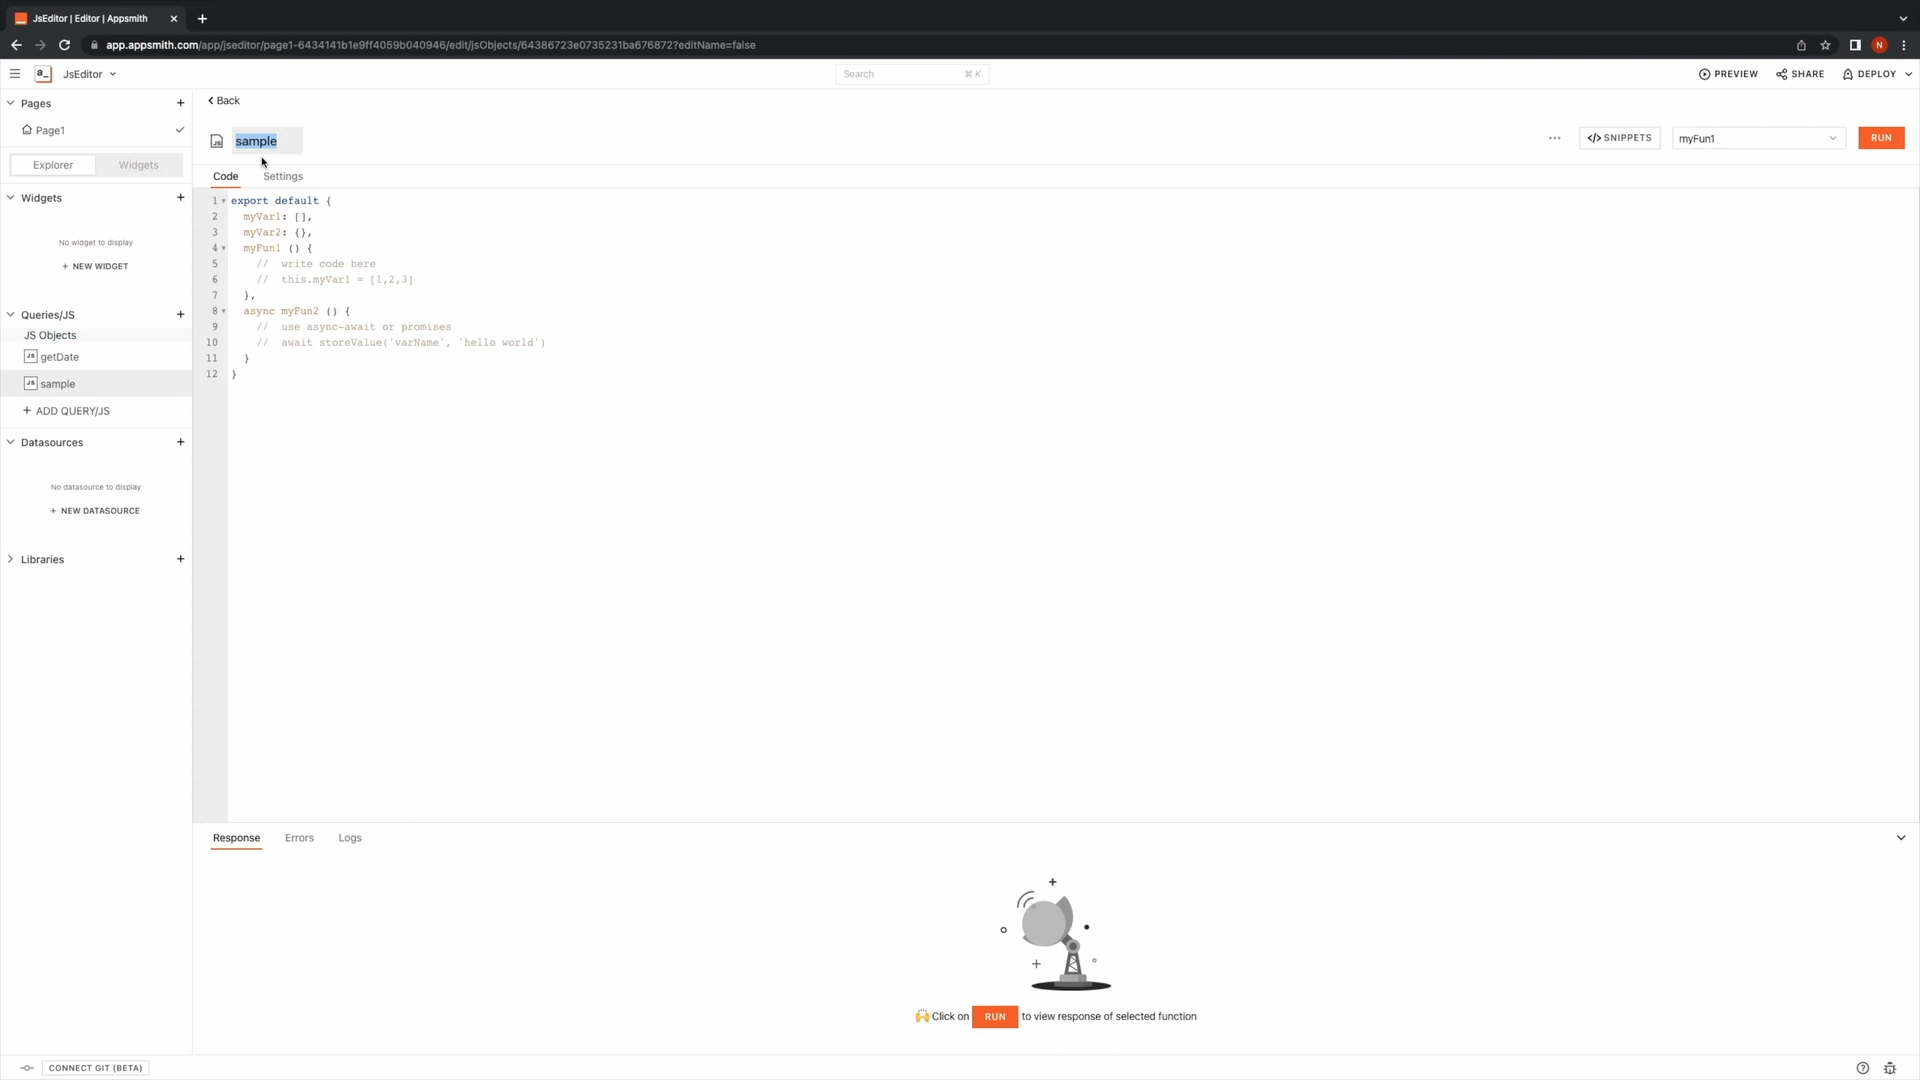 JsEditor | Editor | Appsmith
app.appsmith.com/app/jseditor/page1-6434141b1e9ff4059b040946/edit/jsObjects/64386723e0735231ba676872?editName=false
N
a_
JsEditor
Search
⌘ K
PREVIEW
SHARE
DEPLOY
Pages
Page1
Explorer
Widgets
Widgets
No widget to display
+ NEW WIDGET
Queries/JS
JS Objects
JS getDate
JS sample
+ ADD QUERY/JS
Datasources
No datasource to display
+ NEW DATASOURCE
Libraries
CONNECT GIT (BETA)
Back
JS sample
</> SNIPPETS
myFun1
RUN
Code
Settings
1 export default {
2 myVar1: [],
3 myVar2: {},
4 myFun1 () {
5 // write code here
6 // this.myVar1 = [1,2,3]
7 },
8 async myFun2 () {
9 // use async-await or promises
10 // await storeValue('varName', 'hello world')
11 }
12 }
Response
Errors
Logs
🙌 Click on RUN to view response of selected function